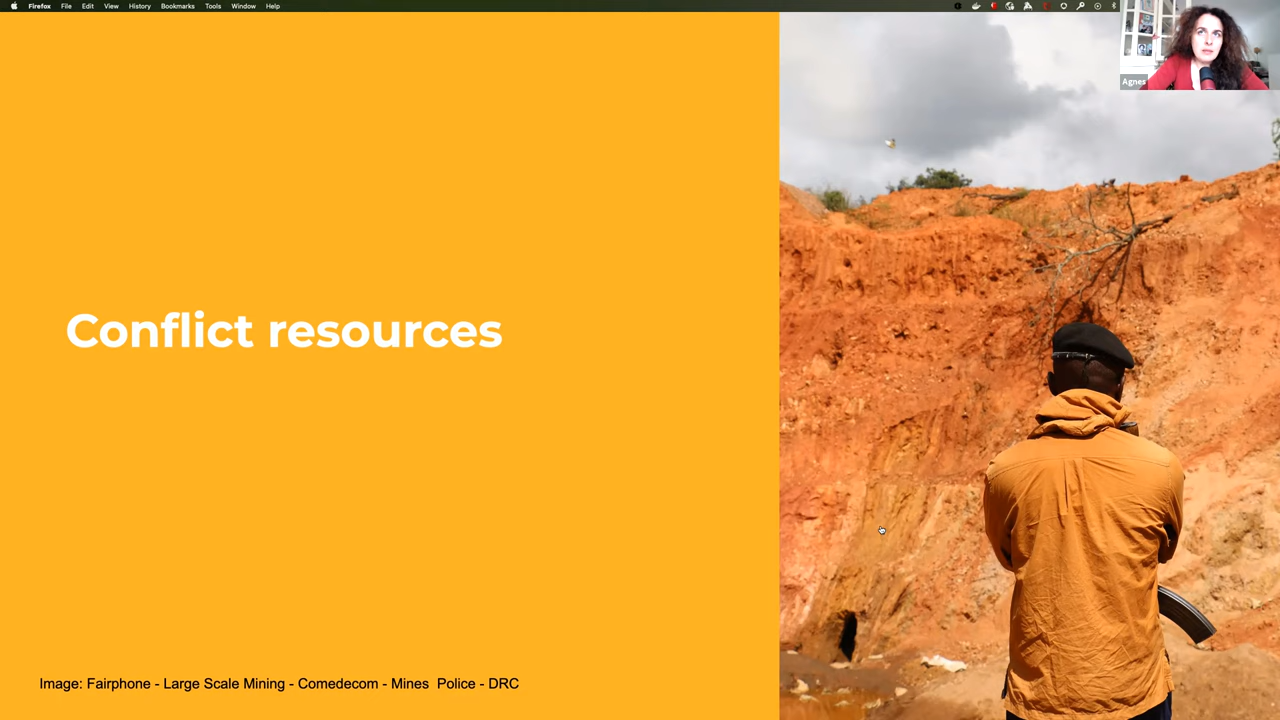 Firefox File Edit View History Bookmarks Tools Window Help
Agnes
Conflict resources
Image: Fairphone - Large Scale Mining - Comedecom - Mines  Police - DRC